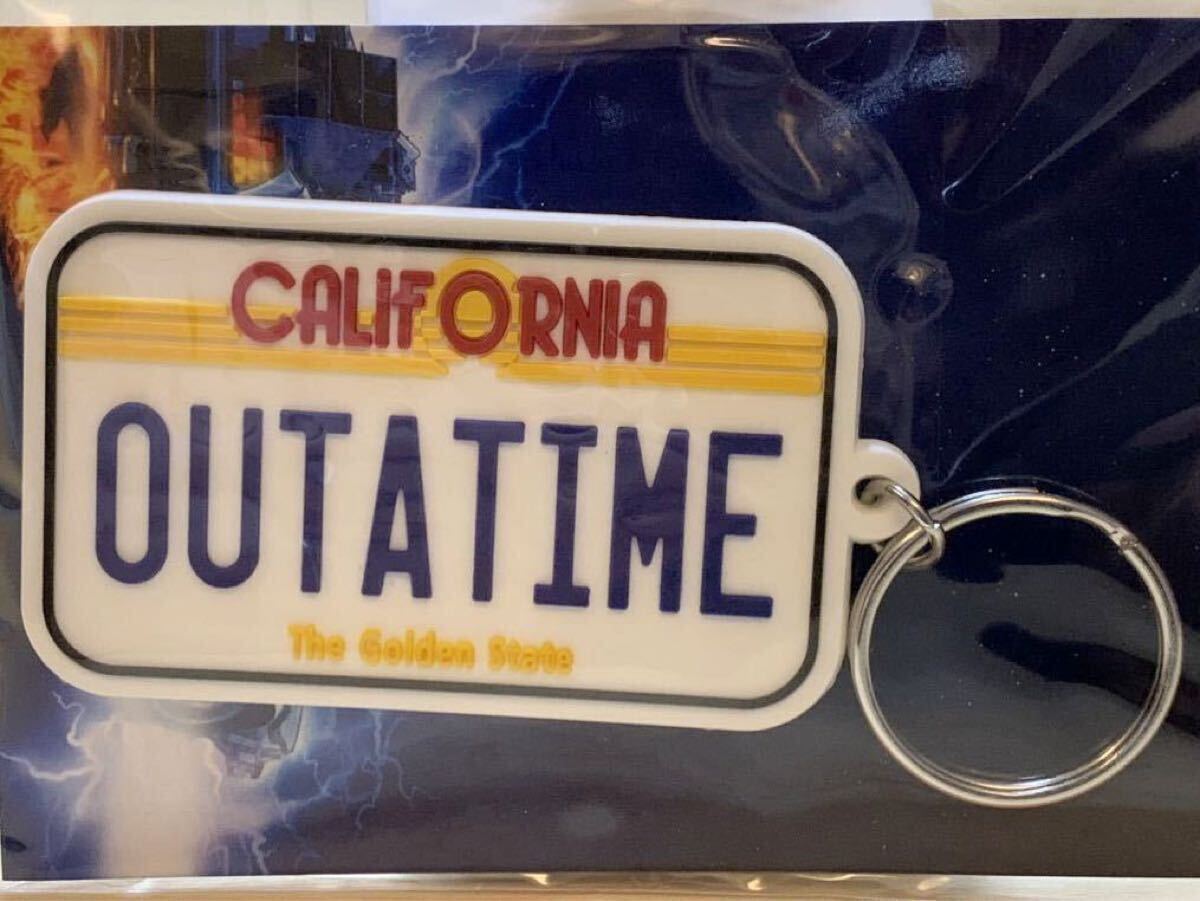 CALIFORNIA
OUTATIME
The Golden State